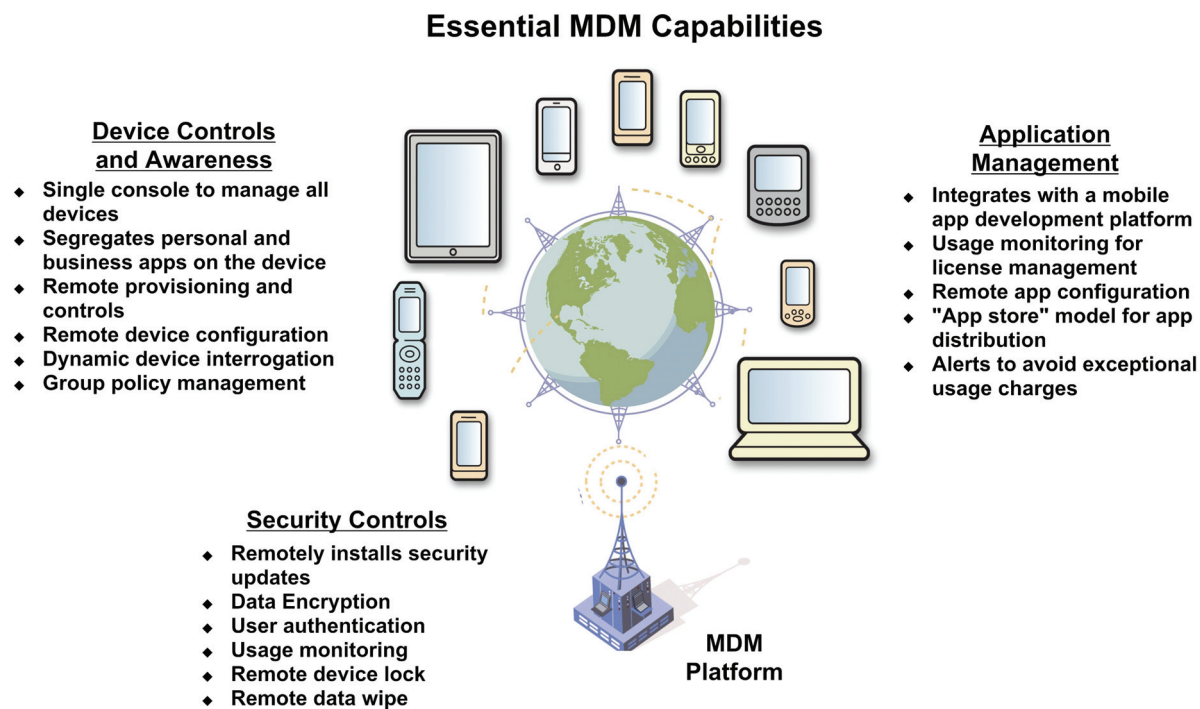 Essential MDM Capabilities
Device Controls
and Awareness
◆ Single console to manage all
devices
◆ Segregates personal and
business apps on the device
◆ Remote provisioning and
controls
◆ Remote device configuration
◆ Dynamic device interrogation
◆ Group policy management
Application
Management
◆ Integrates with a mobile
app development platform
◆ Usage monitoring for
license management
◆ Remote app configuration
◆ "App store" model for app
distribution
◆ Alerts to avoid exceptional
usage charges
Security Controls
◆ Remotely installs security
updates
◆ Data Encryption
◆ User authentication
◆ Usage monitoring
◆ Remote device lock
◆ Remote data wipe
MDM
Platform